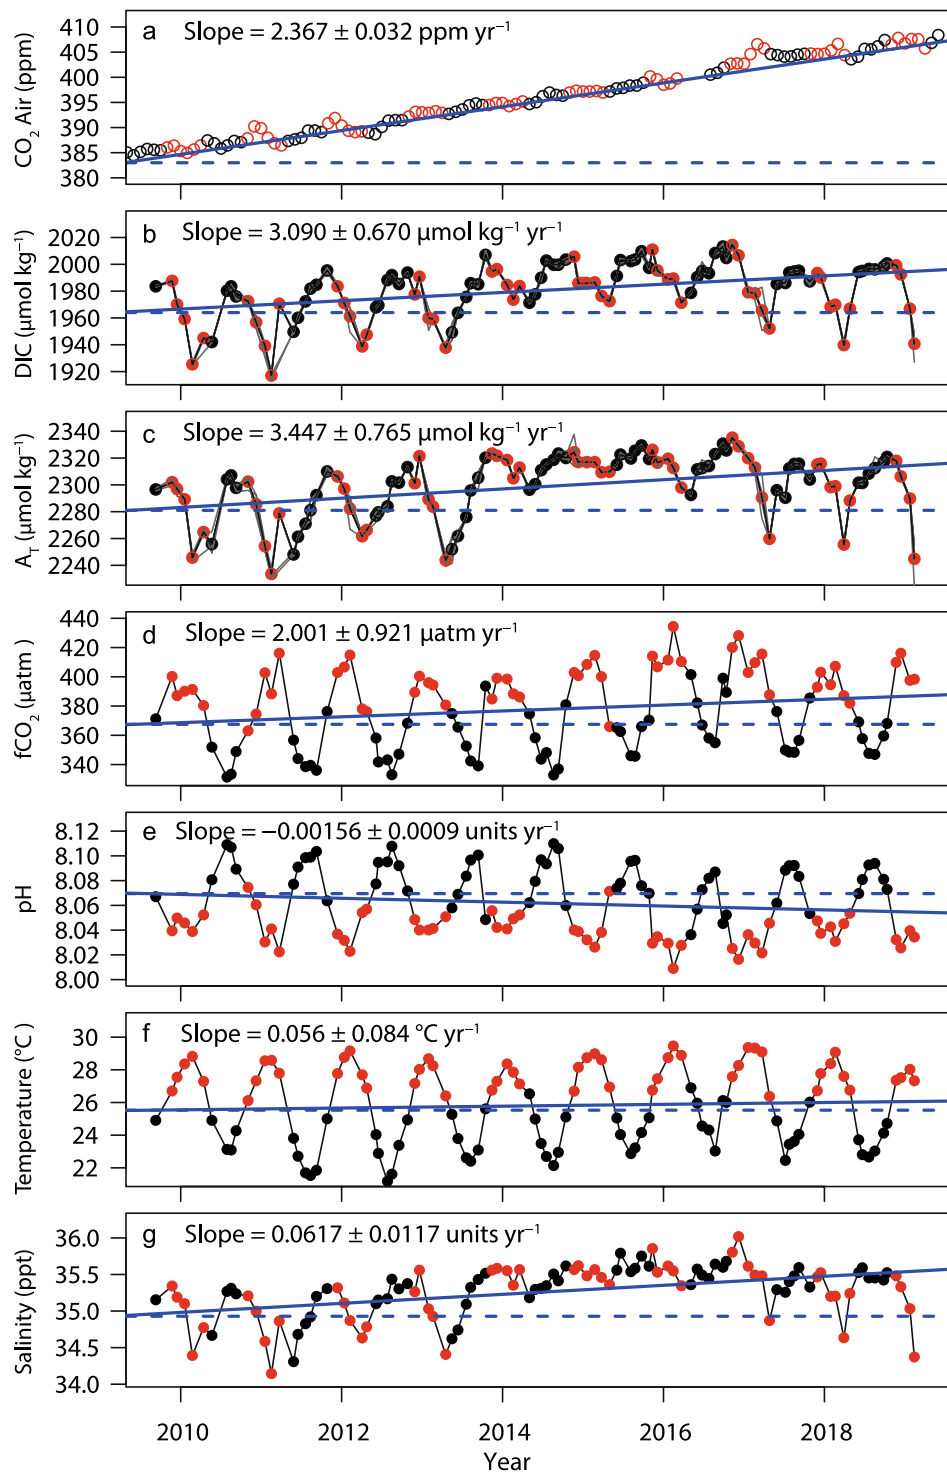 a Slope = 2.367 ± 0.032 ppm yr⁻¹
CO₂ Air (ppm)
410
405
400
395
390
385
380
b Slope = 3.090 ± 0.670 µmol kg⁻¹ yr⁻¹
DIC (µmol kg⁻¹)
2020
2000
1980
1960
1940
1920
c Slope = 3.447 ± 0.765 µmol kg⁻¹ yr⁻¹
A_T (µmol kg⁻¹)
2340
2320
2300
2280
2260
2240
d Slope = 2.001 ± 0.921 µatm yr⁻¹
fCO₂ (µatm)
440
420
400
380
360
340
e Slope = −0.00156 ± 0.0009 units yr⁻¹
pH
8.12
8.10
8.08
8.06
8.04
8.02
8.00
f Slope = 0.056 ± 0.084 °C yr⁻¹
Temperature (°C)
30
28
26
24
22
g Slope = 0.0617 ± 0.0117 units yr⁻¹
Salinity (ppt)
36.0
35.5
35.0
34.5
34.0
2010 2012 2014 2016 2018
Year